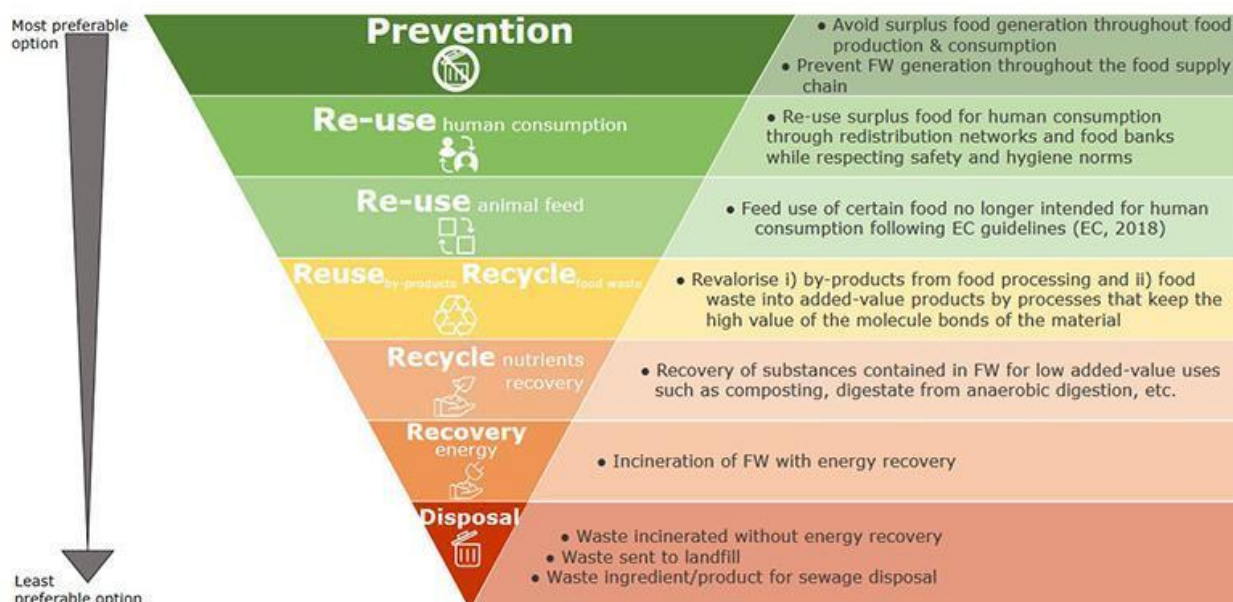 Most preferable
option
Prevention
● Avoid surplus food generation throughout food
production & consumption
● Prevent FW generation throughout the food supply
chain
Re-use human consumption
● Re-use surplus food for human consumption
through redistribution networks and food banks
while respecting safety and hygiene norms
Re-use animal feed
● Feed use of certain food no longer intended for human
consumption following EC guidelines (EC, 2018)
Reuse by-products Recycle food waste
● Revalorise i) by-products from food processing and ii) food
waste into added-value products by processes that keep the
high value of the molecule bonds of the material
Recycle nutrients
recovery
● Recovery of substances contained in FW for low added-value uses
such as composting, digestate from anaerobic digestion, etc.
Recovery
energy
● Incineration of FW with energy recovery
Disposal
● Waste incinerated without energy recovery
● Waste sent to landfill
● Waste ingredient/product for sewage disposal
Least
preferable option